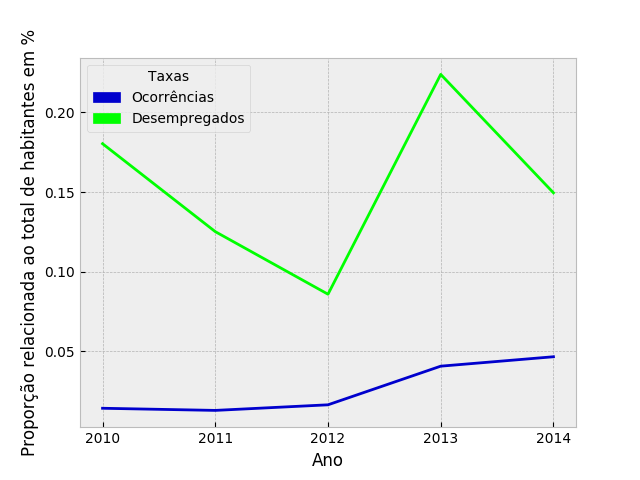 Proporção relacionada ao total de habitantes em %
Taxas
Ocorrências
Desempregados
0.20
0.15
0.10
0.05
2010 2011 2012 2013 2014
Ano